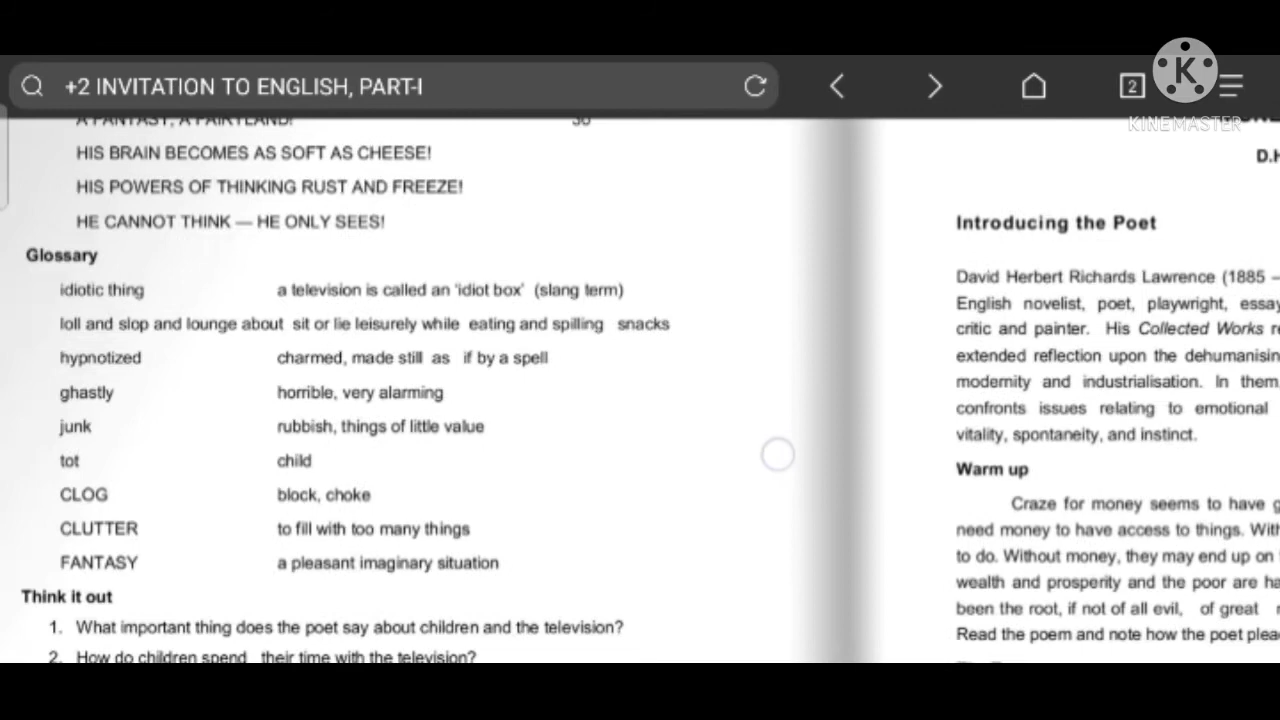 +2 INVITATION TO ENGLISH, PART-I
2
K
KINEMASTER
A FANTASY, A FAIRYLAND!
30
HIS BRAIN BECOMES AS SOFT AS CHEESE!
HIS POWERS OF THINKING RUST AND FREEZE!
HE CANNOT THINK — HE ONLY SEES!
Glossary
idiotic thing a television is called an 'idiot box' (slang term)
loll and slop and lounge about sit or lie leisurely while eating and spilling snacks
hypnotized charmed, made still as if by a spell
ghastly horrible, very alarming
junk rubbish, things of little value
tot child
CLOG block, choke
CLUTTER to fill with too many things
FANTASY a pleasant imaginary situation
Think it out
1. What important thing does the poet say about children and the television?
2. How do children spend their time with the television?
D.H
Introducing the Poet
David Herbert Richards Lawrence (1885 –
English novelist, poet, playwright, essay
critic and painter. His Collected Works re
extended reflection upon the dehumanisin
modernity and industrialisation. In them,
confronts issues relating to emotional
vitality, spontaneity, and instinct.
Warm up
Craze for money seems to have g
need money to have access to things. With
to do. Without money, they may end up on
wealth and prosperity and the poor are ha
been the root, if not of all evil, of great
Read the poem and note how the poet plea